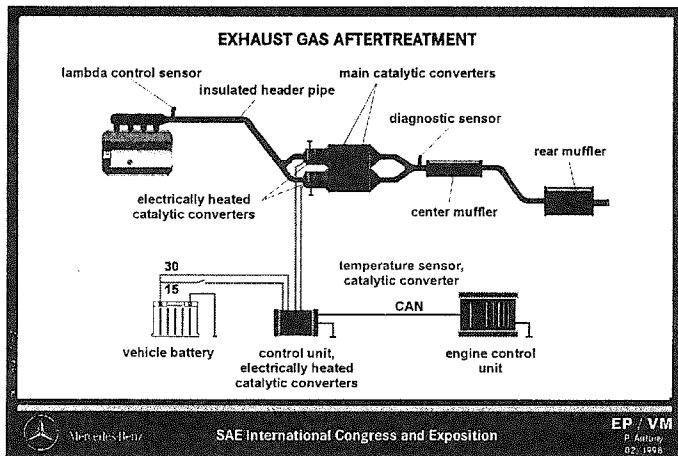 EXHAUST GAS AFTERTREATMENT
lambda control sensor
insulated header pipe
main catalytic converters
diagnostic sensor
rear muffler
electrically heated
catalytic converters
center muffler
temperature sensor,
catalytic converter
30
15
CAN
vehicle battery
control unit,
electrically heated
catalytic converters
engine control
unit
Mercedes-Benz
SAE International Congress and Exposition
EP / VM
P. Antony
02, 1998